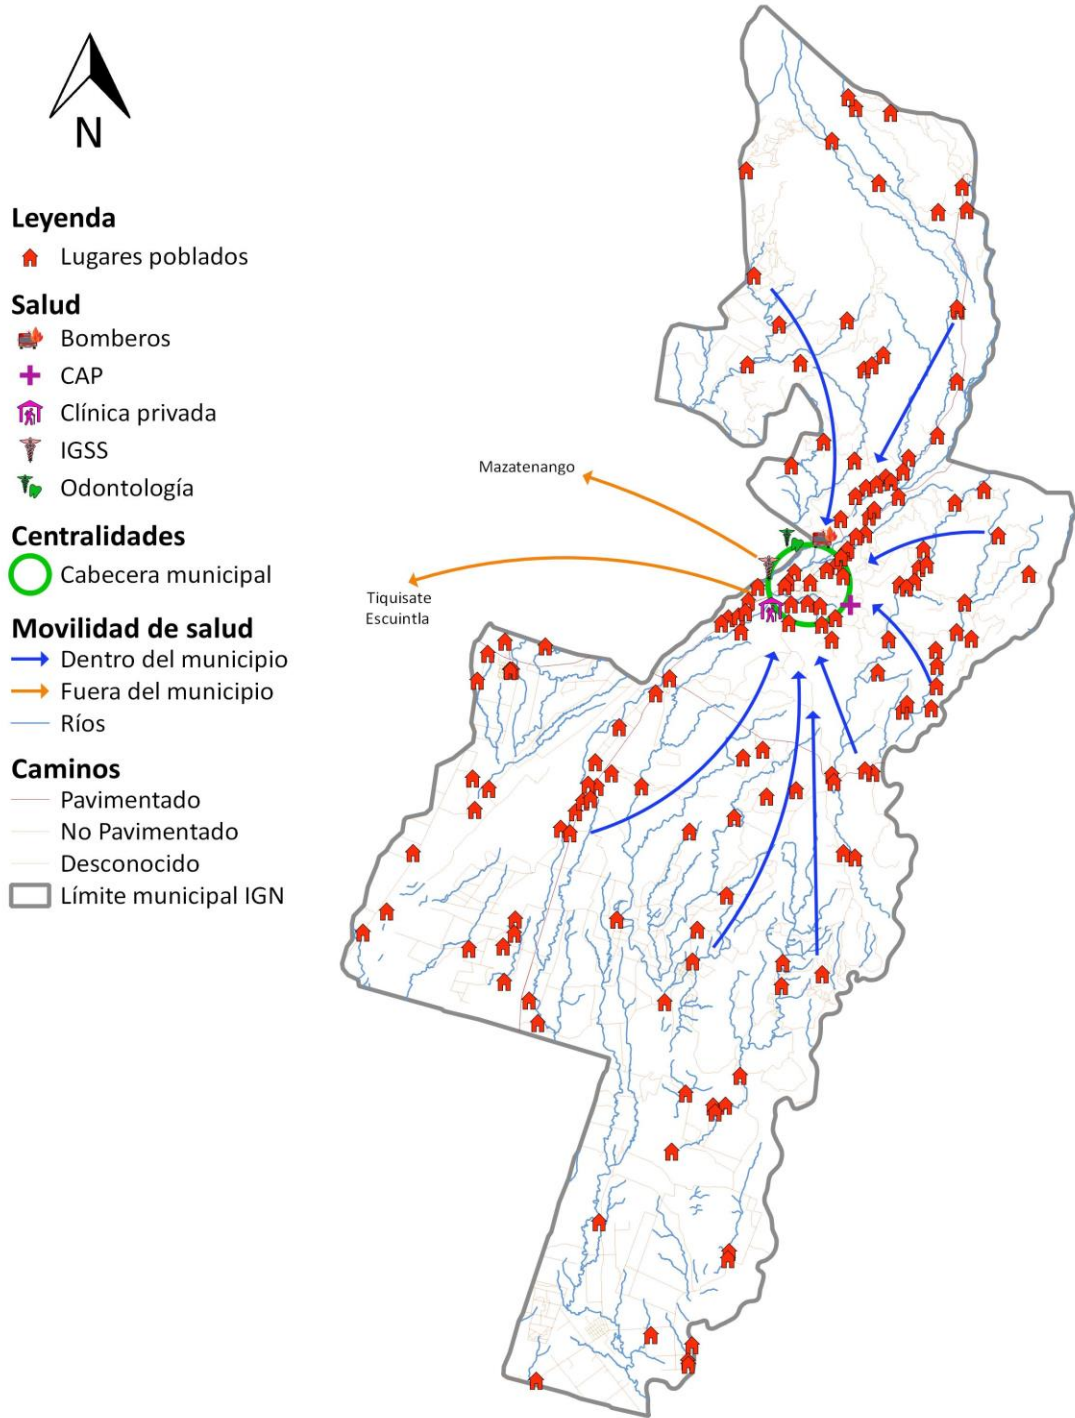 N
Leyenda
Lugares poblados
Salud
Bomberos
CAP
Clínica privada
IGSS
Odontología
Centralidades
Cabecera municipal
Movilidad de salud
Dentro del municipio
Fuera del municipio
Ríos
Caminos
Pavimentado
No Pavimentado
Desconocido
Límite municipal IGN
Mazatenango
Tiquisate
Escuintla